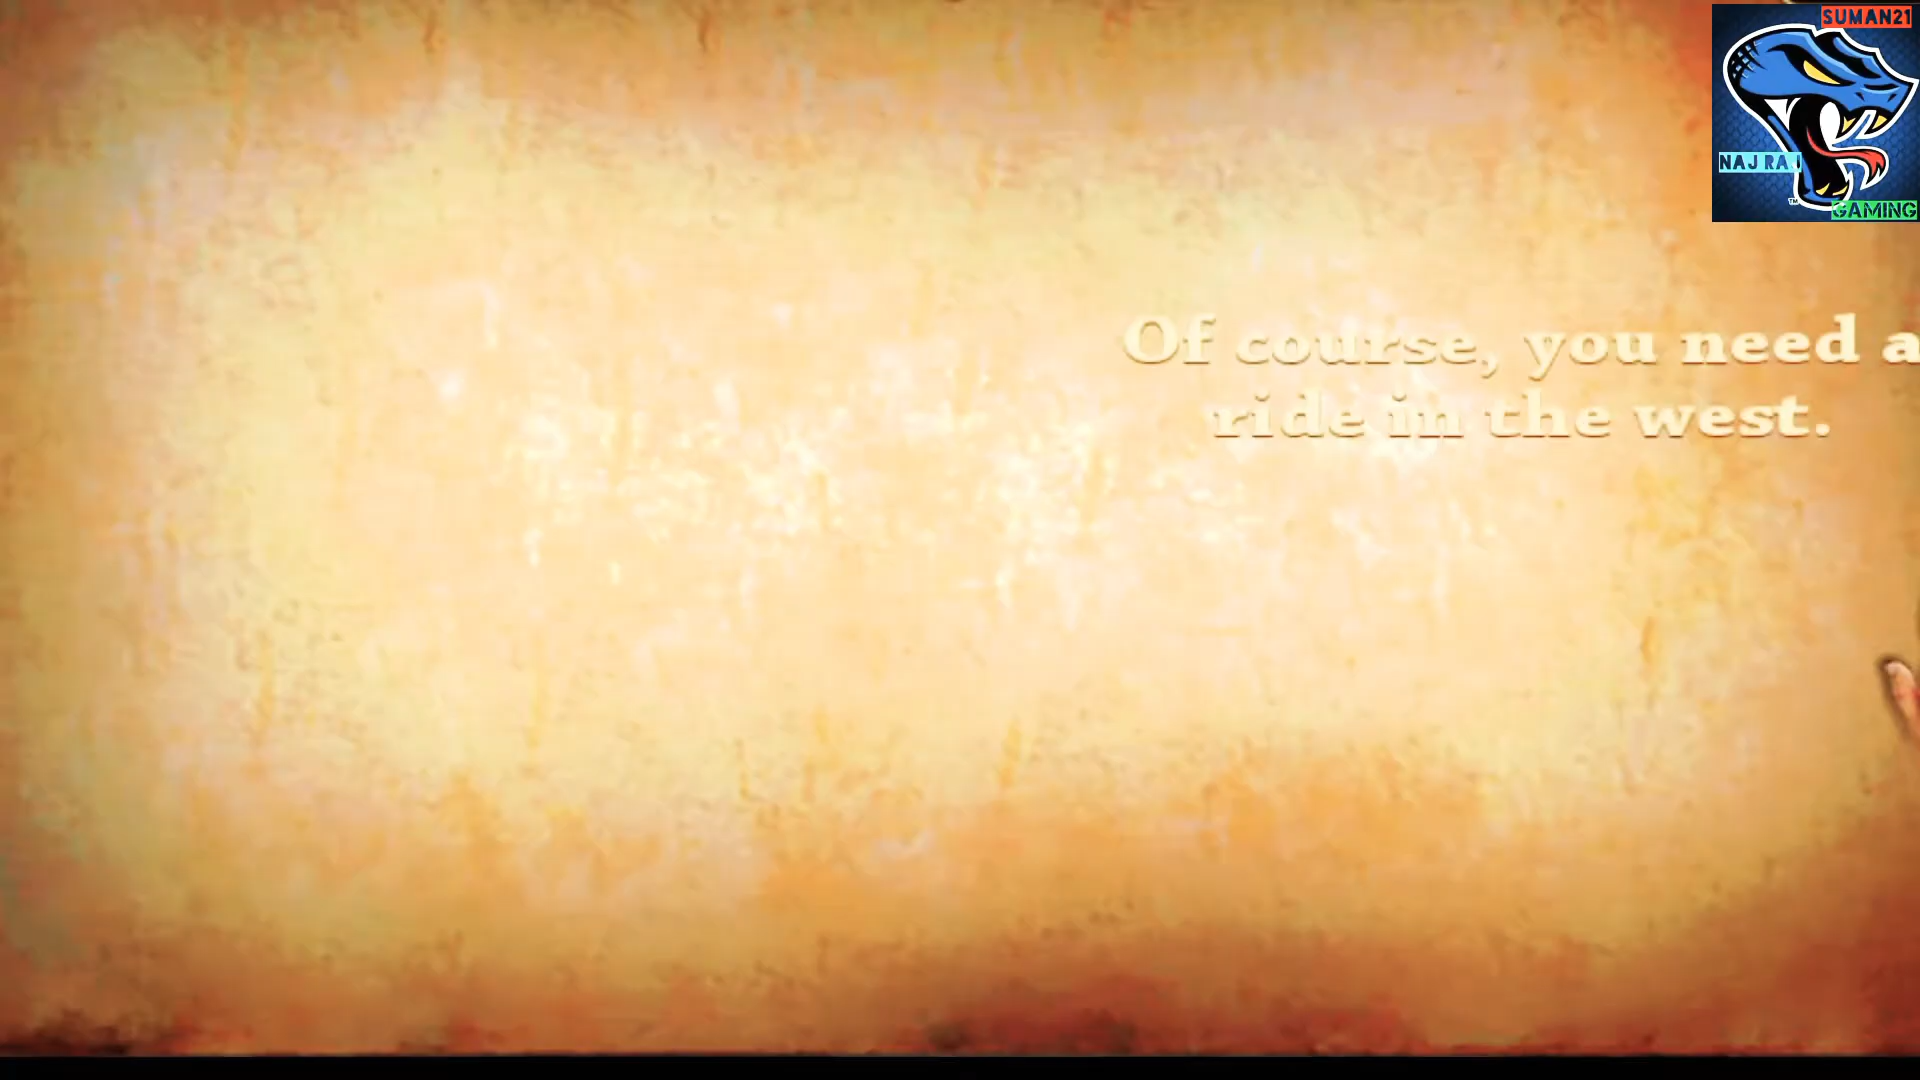 SUMAN21
NAJ RAJ
GAMING
Of course, you need a
ride in the west.